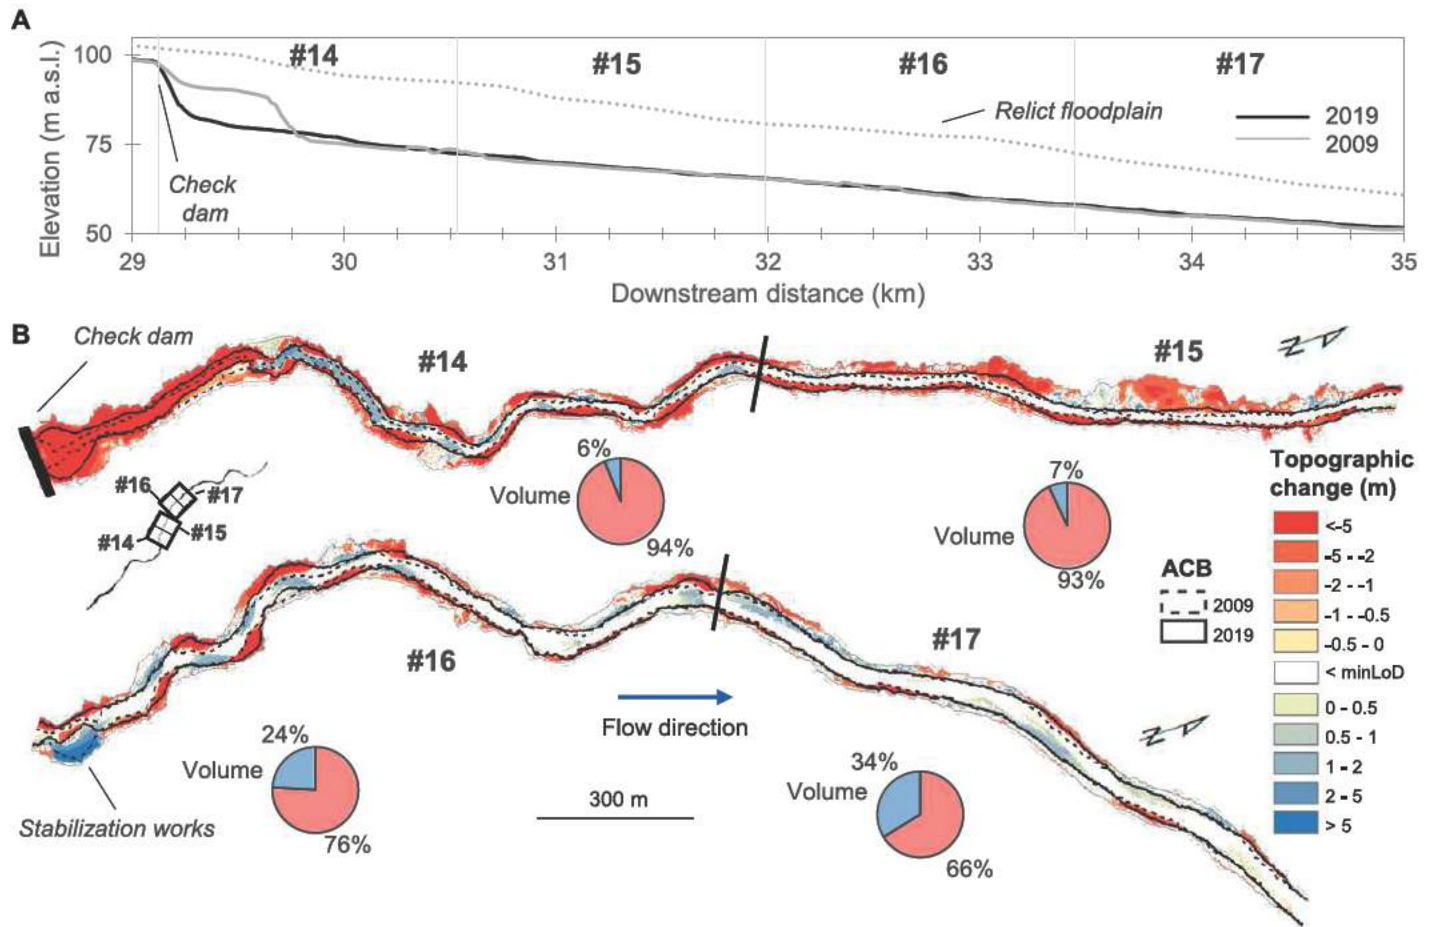 A
Elevation (m a.s.l.)
100
75
50
#14
#15
#16
#17
Relict floodplain
2019
2009
Check
dam
29
30
31
32
33
34
35
Downstream distance (km)
B
Check dam
#14
#15
N
#16
#17
#14
#15
6%
Volume
94%
7%
Volume
93%
Topographic
change (m)
<-5
-5 - -2
-2 - -1
-1 - -0.5
-0.5 - 0
< minLoD
0 - 0.5
0.5 - 1
1 - 2
2 - 5
> 5
ACB
2009
2019
#16
#17
Flow direction
N
24%
Volume
76%
300 m
34%
Volume
66%
Stabilization works